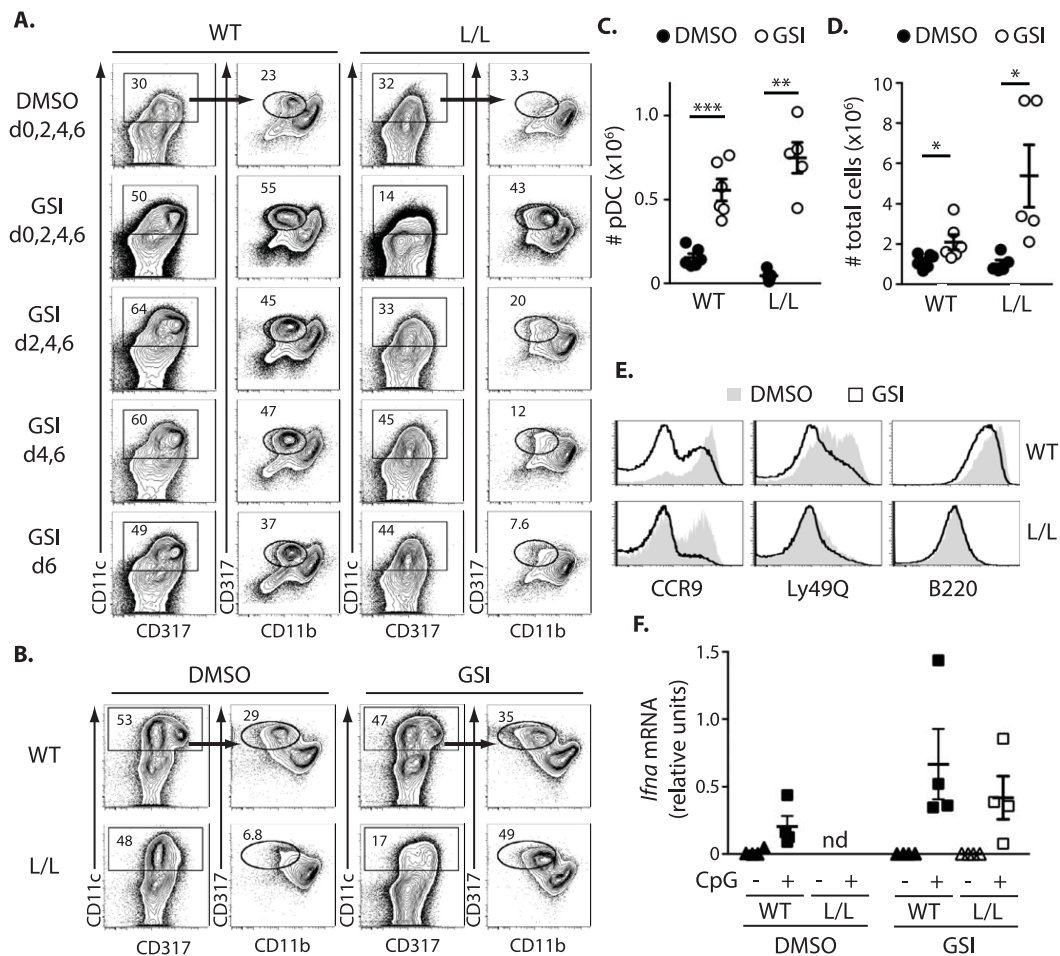 A.
WT
L/L
DMSO
d0,2,4,6
30
23
32
3.3
GSI
d0,2,4,6
50
55
14
43
GSI
d2,4,6
64
45
33
20
GSI
d4,6
60
47
45
12
GSI
d6
49
37
44
7.6
CD11c
CD317
CD11c
CD317
CD317
CD11b
CD317
CD11b
B.
DMSO
GSI
WT
53
29
47
35
L/L
48
6.8
17
49
CD11c
CD317
CD11c
CD317
CD317
CD11b
CD317
CD11b
C.
DMSO GSI
# pDC (x10⁶)
1.0
0.5
0
***
**
WT
L/L
D.
DMSO GSI
# total cells (x10⁶)
10
8
6
4
2
0
*
*
WT
L/L
E.
DMSO GSI
WT
L/L
CCR9
Ly49Q
B220
F.
Ifna mRNA
(relative units)
1.5
1.0
0.5
0
nd
CpG - + - + - + - +
WT L/L WT L/L
DMSO GSI